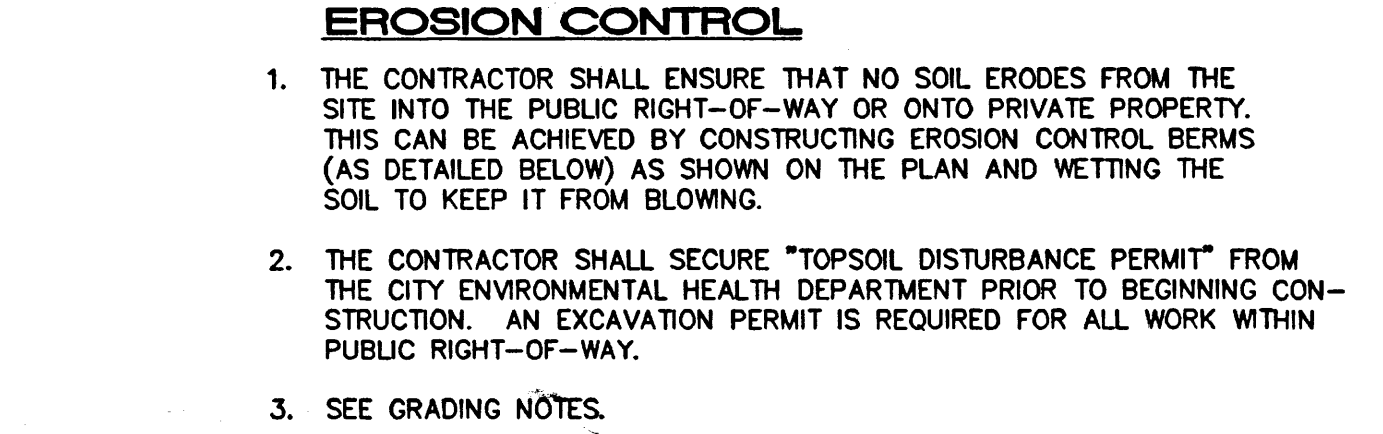 EROSION CONTROL
1. THE CONTRACTOR SHALL ENSURE THAT NO SOIL ERODES FROM THE
SITE INTO THE PUBLIC RIGHT-OF-WAY OR ONTO PRIVATE PROPERTY.
THIS CAN BE ACHIEVED BY CONSTRUCTING EROSION CONTROL BERMS
(AS DETAILED BELOW) AS SHOWN ON THE PLAN AND WETTING THE
SOIL TO KEEP IT FROM BLOWING.
2. THE CONTRACTOR SHALL SECURE "TOPSOIL DISTURBANCE PERMIT" FROM
THE CITY ENVIRONMENTAL HEALTH DEPARTMENT PRIOR TO BEGINNING CON-
STRUCTION. AN EXCAVATION PERMIT IS REQUIRED FOR ALL WORK WITHIN
PUBLIC RIGHT-OF-WAY.
3. SEE GRADING NOTES.